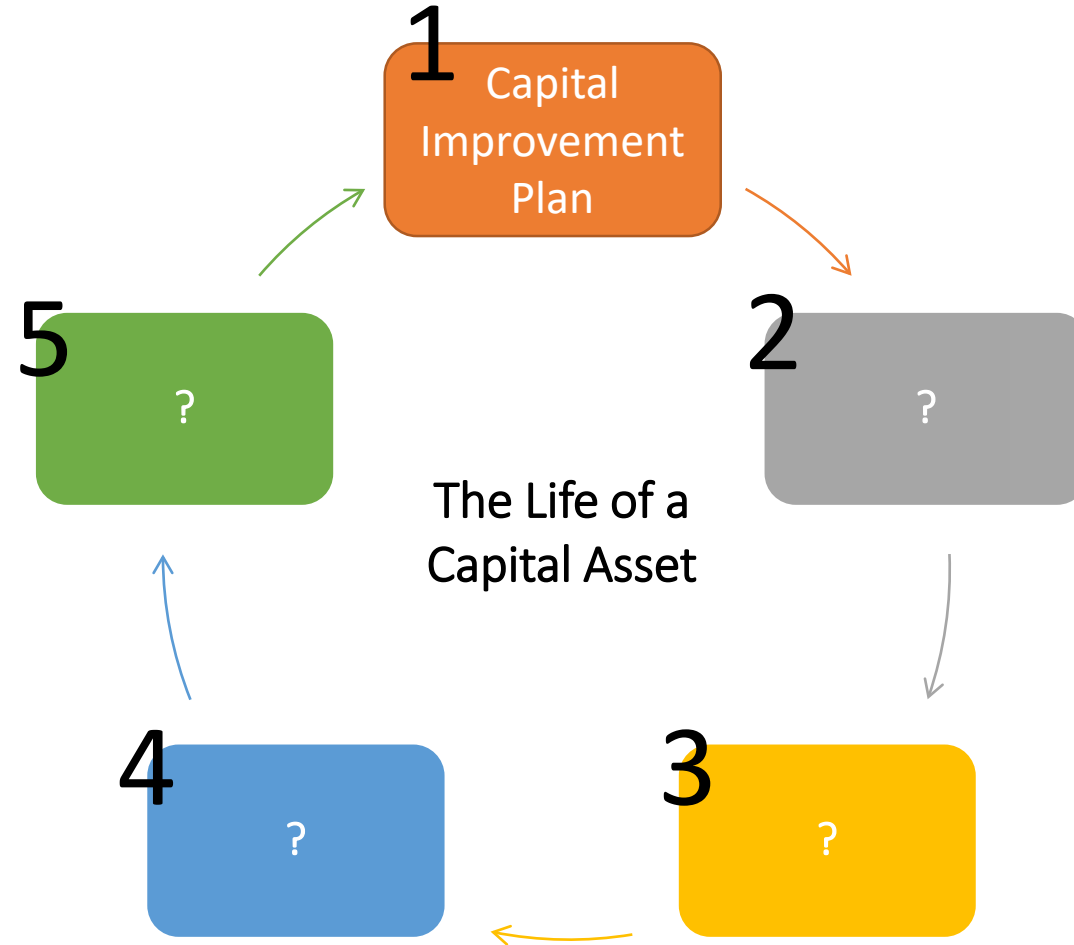 1
Capital
Improvement
Plan
2
?
3
?
4
?
5
?
The Life of a
Capital Asset